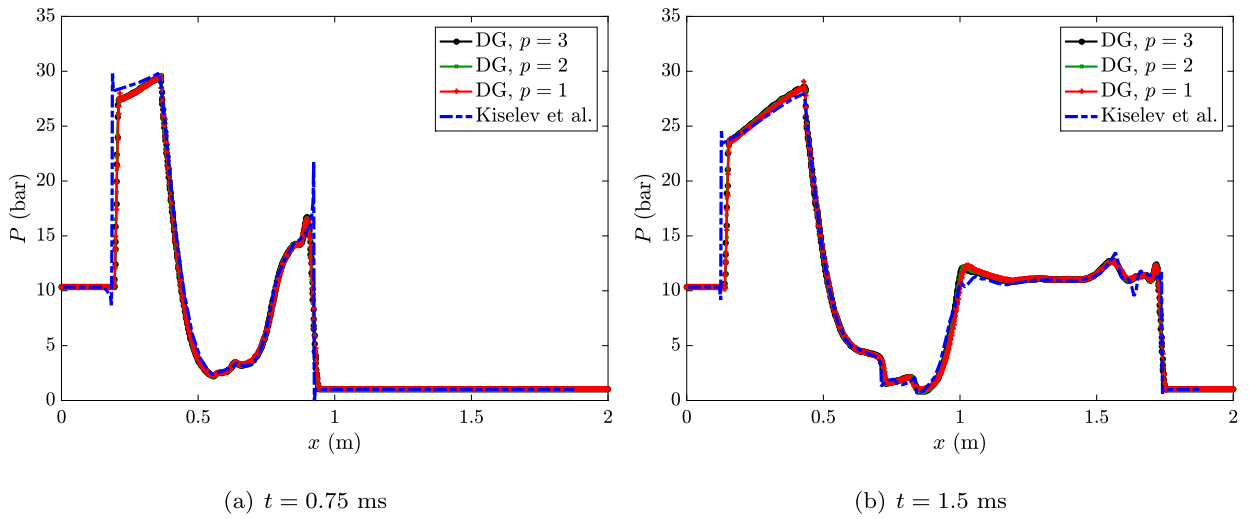 35
30
25
20
15
10
5
0
P (bar)
0
0.5
1
1.5
2
x (m)
DG, p = 3
DG, p = 2
DG, p = 1
Kiselev et al.
(a) t = 0.75 ms
35
30
25
20
15
10
5
0
P (bar)
0
0.5
1
1.5
2
x (m)
DG, p = 3
DG, p = 2
DG, p = 1
Kiselev et al.
(b) t = 1.5 ms